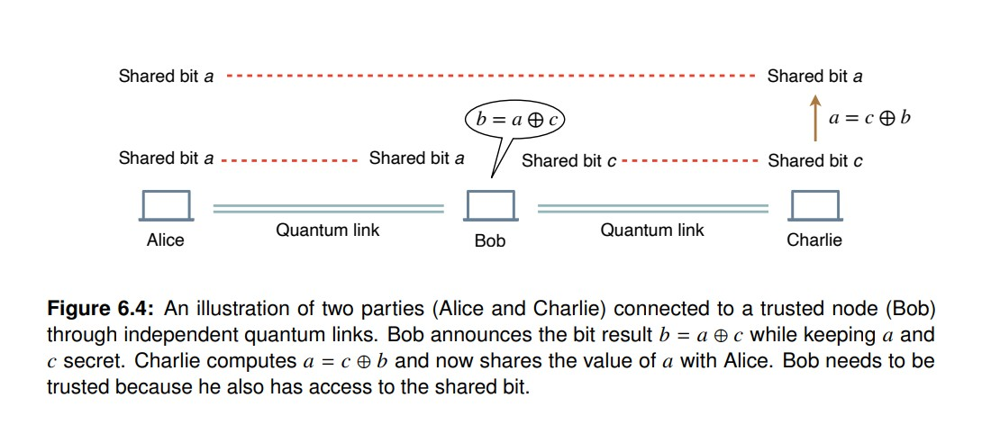 Shared bit a Shared bit a
b = a ⊕ c
a = c ⊕ b
Shared bit a Shared bit a Shared bit c Shared bit c
Quantum link Quantum link
Alice Bob Charlie
Figure 6.4: An illustration of two parties (Alice and Charlie) connected to a trusted node (Bob)
through independent quantum links. Bob announces the bit result b = a ⊕ c while keeping a and
c secret. Charlie computes a = c ⊕ b and now shares the value of a with Alice. Bob needs to be
trusted because he also has access to the shared bit.